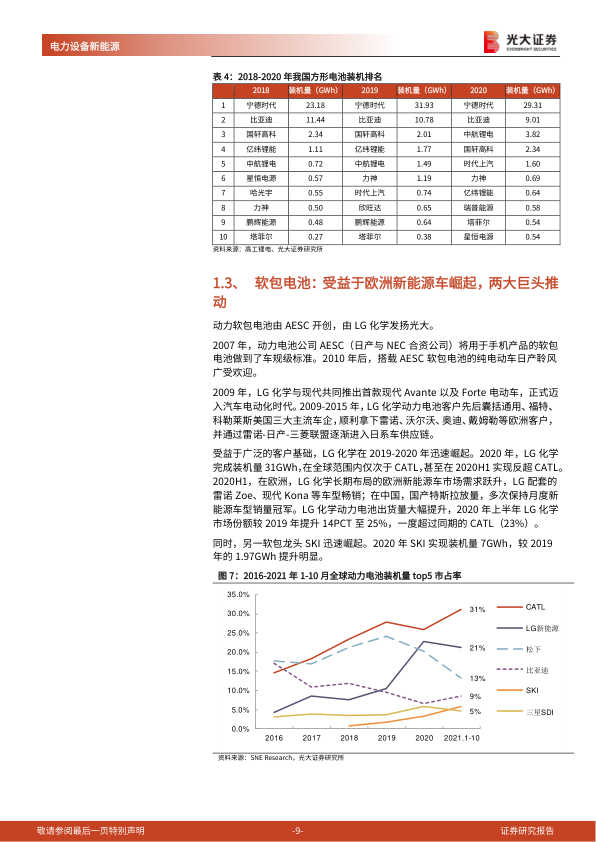 电力设备新能源
光大证券
EVERBRIGHT SECURITIES
表 4：2018-2020 年我国方形电池装机排名
2018 装机量（GWh） 2019 装机量（GWh） 2020 装机量（GWh）
1 宁德时代 23.18 宁德时代 31.93 宁德时代 29.31
2 比亚迪 11.44 比亚迪 10.78 比亚迪 9.01
3 国轩高科 2.34 国轩高科 2.01 中航锂电 3.82
4 亿纬锂能 1.11 亿纬锂能 1.77 国轩高科 2.34
5 中航锂电 0.72 中航锂电 1.49 时代上汽 1.60
6 星恒电源 0.57 力神 1.19 力神 0.69
7 哈光宇 0.55 时代上汽 0.74 亿纬锂能 0.64
8 力神 0.50 欣旺达 0.65 瑞普能源 0.58
9 鹏辉能源 0.48 鹏辉能源 0.64 塔菲尔 0.54
10 塔菲尔 0.27 塔菲尔 0.38 星恒电源 0.54
资料来源：高工锂电，光大证券研究所
1.3、 软包电池：受益于欧洲新能源车崛起，两大巨头推
动
动力软包电池由 AESC 开创，由 LG 化学发扬光大。
2007 年，动力电池公司 AESC（日产与 NEC 合资公司）将用于手机产品的软包
电池做到了车规级标准。2010 年后，搭载 AESC 软包电池的纯电动车日产聆风
广受欢迎。
2009 年，LG 化学与现代共同推出首款现代 Avante 以及 Forte 电动车，正式迈
入汽车电动化时代。2009-2015 年，LG 化学动力电池客户先后囊括通用、福特、
科勒莱斯美国三大主流车企，顺利拿下雷诺、沃尔沃、奥迪、戴姆勒等欧洲客户，
并通过雷诺-日产-三菱联盟逐渐进入日系车供应链。
受益于广泛的客户基础，LG 化学在 2019-2020 年迅速崛起。2020 年，LG 化学
完成装机量 31GWh，在全球范围内仅次于 CATL，甚至在 2020H1 实现反超 CATL。
2020H1，在欧洲，LG 化学长期布局的欧洲新能源车市场需求跃升，LG 配套的
雷诺 Zoe、现代 Kona 等车型畅销；在中国，国产特斯拉放量，多次保持月度新
能源车型销量冠军。LG 化学动力电池出货量大幅提升，2020 年上半年 LG 化学
市场份额较 2019 年提升 14PCT 至 25%，一度超过同期的 CATL（23%）。
同时，另一软包龙头 SKI 迅速崛起。2020 年 SKI 实现装机量 7GWh，较 2019
年的 1.97GWh 提升明显。
图 7：2016-2021 年 1-10 月全球动力电池装机量 top5 市占率
35.0%
30.0%
25.0%
20.0%
15.0%
10.0%
5.0%
0.0%
2016 2017 2018 2019 2020 2021.1-10
31%
21%
13%
9%
5%
CATL
LG新能源
松下
比亚迪
SKI
三星SDI
资料来源：SNE Research，光大证券研究所
敬请参阅最后一页特别声明 -9- 证券研究报告